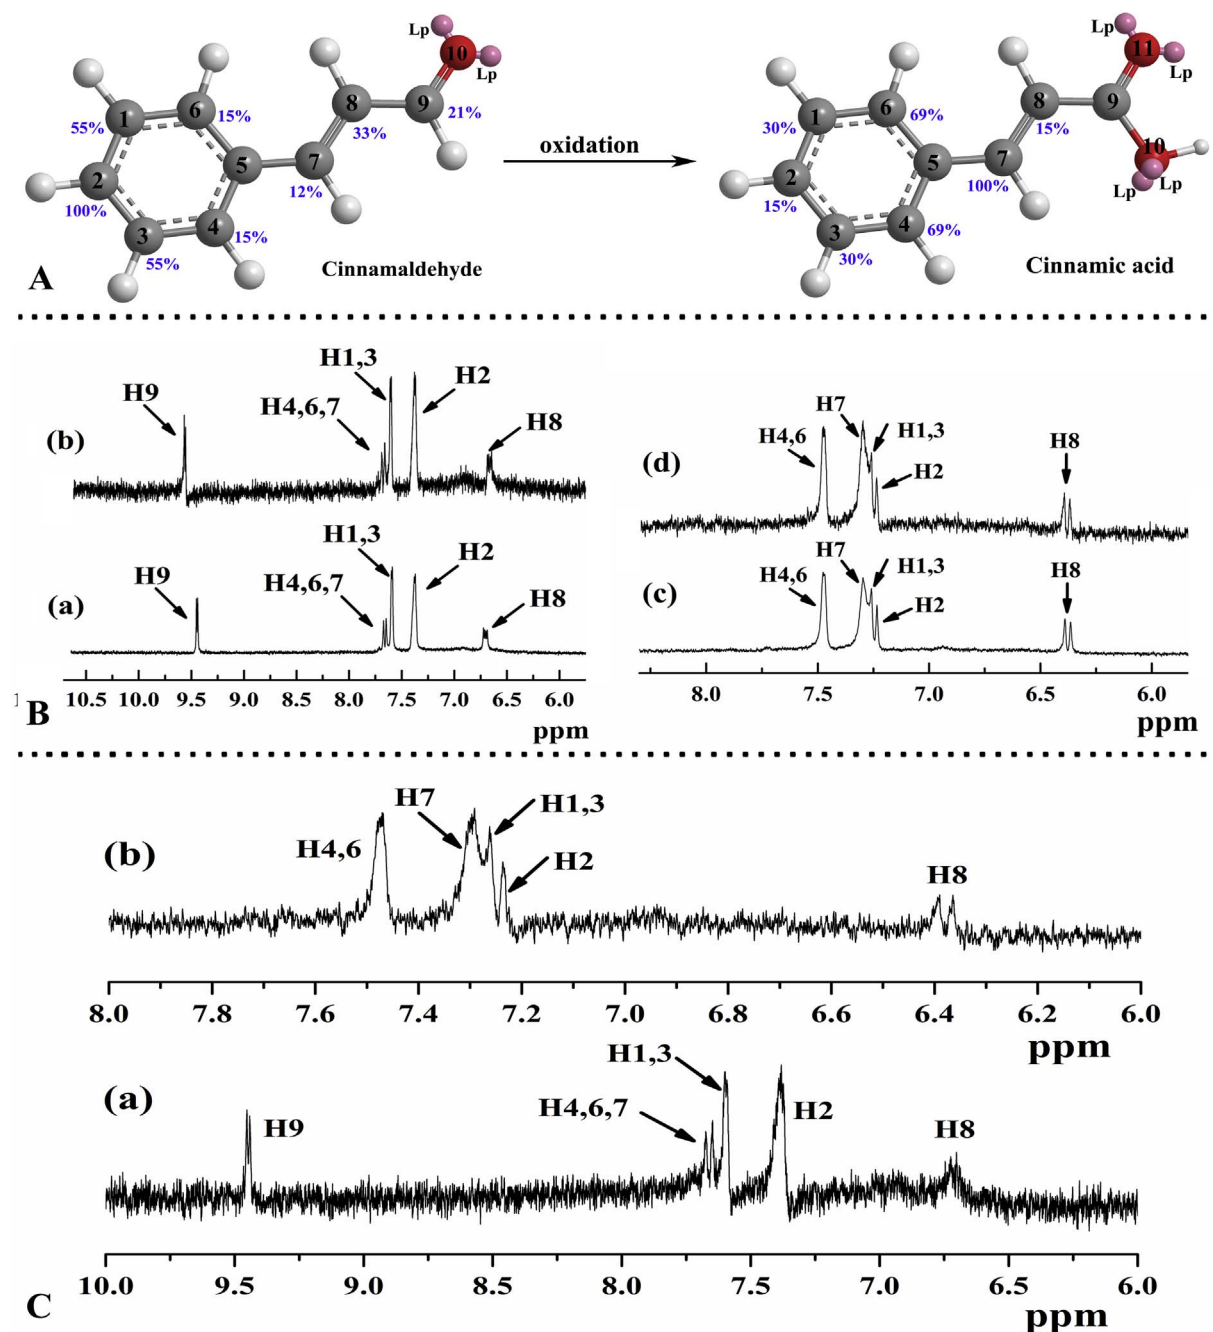 Lp
10
Lp
8
9
21%
33%
6
15%
1
55%
5
7
12%
2
100%
3
4
15%
55%
Cinnamaldehyde
oxidation
Lp
11
Lp
8
9
15%
10
Lp
Lp
6
69%
1
30%
5
7
100%
2
15%
3
4
69%
30%
Cinnamic acid
A
(b)
H9
H4,6,7
H1,3
H2
H8
(a)
H9
H4,6,7
H1,3
H2
H8
10.5 10.0 9.5 9.0 8.5 8.0 7.5 7.0 6.5 6.0
ppm
(d)
H4,6
H7
H1,3
H2
H8
(c)
H4,6
H7
H1,3
H2
H8
8.0 7.5 7.0 6.5 6.0
ppm
B
(b)
H4,6
H7
H1,3
H2
H8
8.0 7.8 7.6 7.4 7.2 7.0 6.8 6.6 6.4 6.2 6.0
ppm
(a)
H9
H4,6,7
H1,3
H2
H8
10.0 9.5 9.0 8.5 8.0 7.5 7.0 6.5 6.0
ppm
C